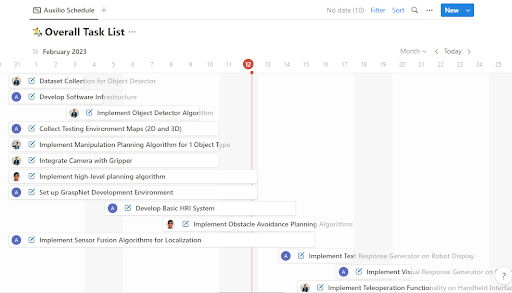 Auxilio Schedule
No date (10) Filter Sort New
Overall Task List
February 2023 Month Today
31 1 2 3 4 5 6 7 8 9 10 11 12 13 14 15 16 17 18 19 20 21 22 23 24 25
Dataset Collection for Object Detector
A Develop Software Infrastructure
Implement Object Detector Algorithm
A Collect Testing Environment Maps (2D and 3D)
Implement Manipulation Planning Algorithm for 1 Object Type
Integrate Camera with Gripper
Implement high-level planning algorithm
A Set up GraspNet Development Environment
A Develop Basic HRI System
Implement Obstacle Avoidance Planning Algorithms
A Implement Sensor Fusion Algorithms for Localization
A Implement Text Response Generator on Robot Display
A Implement Visual Response Generator on
Implement Teleoperation Functionality on Handheld
?